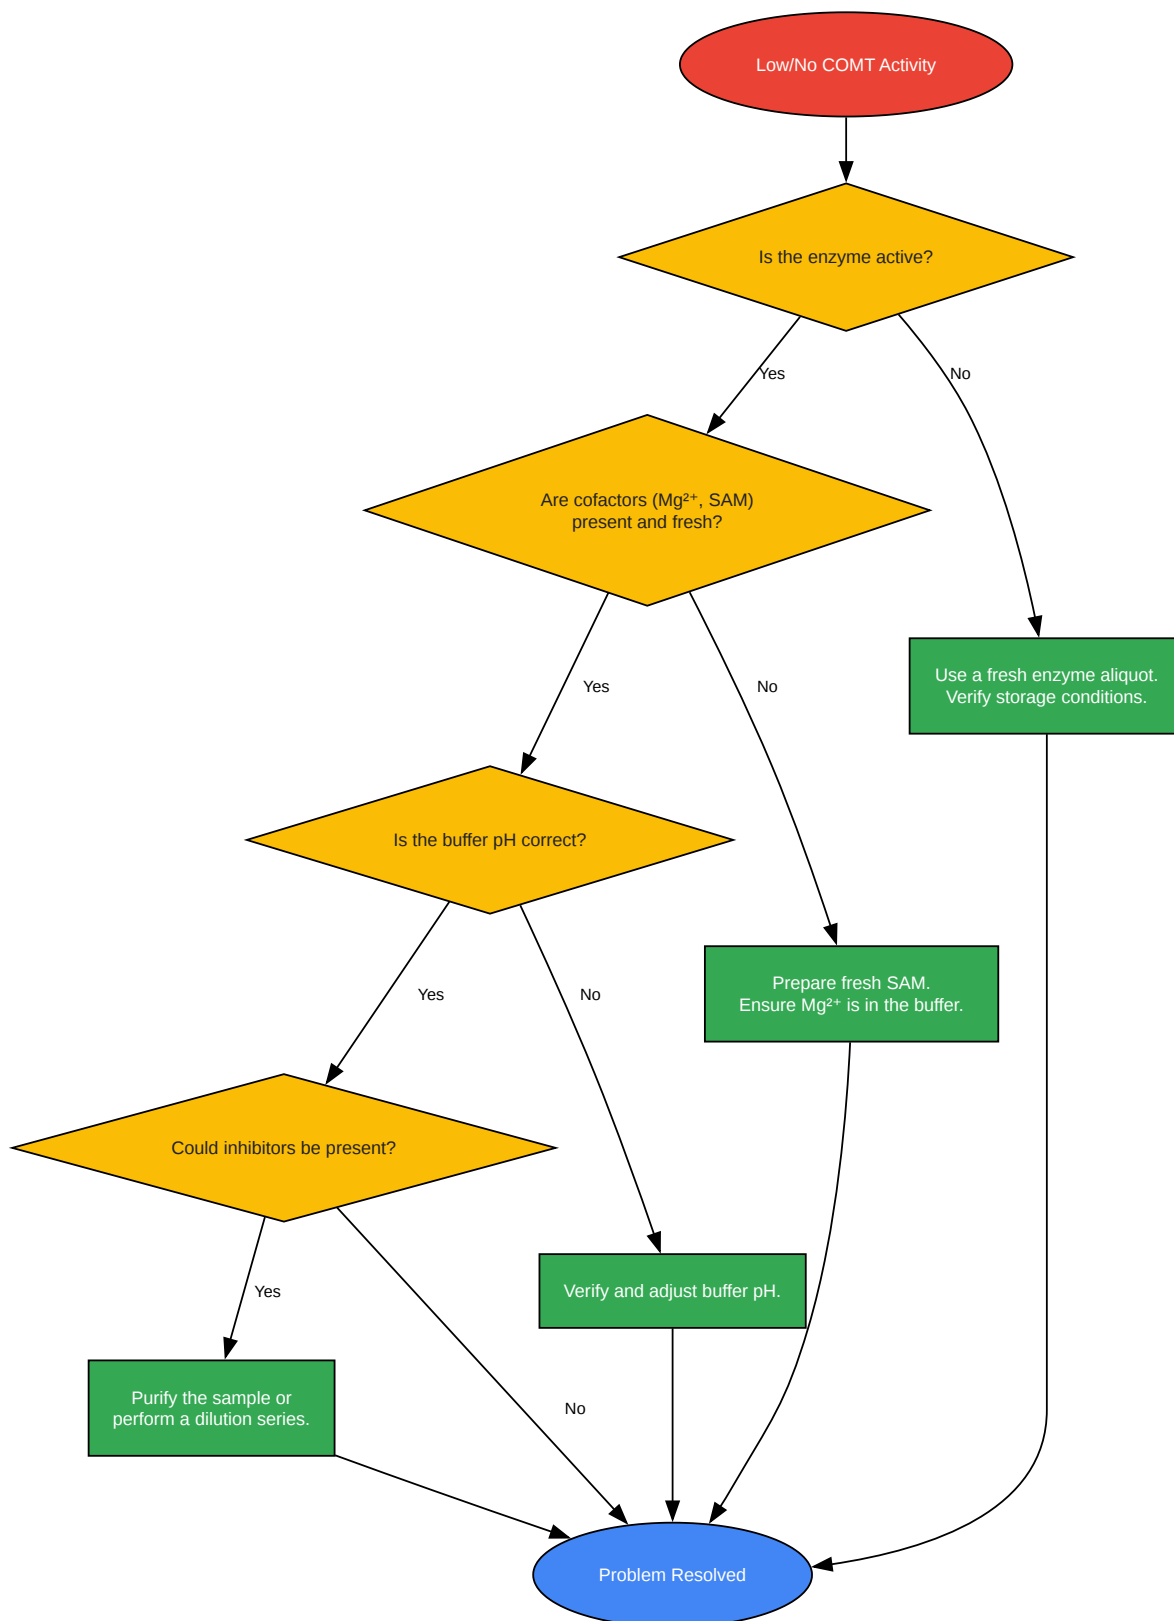 Low/No COMT Activity
Is the enzyme active?
Yes
No
Are cofactors (Mg²⁺, SAM)
present and fresh?
Use a fresh enzyme aliquot.
Verify storage conditions.
Yes
No
Is the buffer pH correct?
Prepare fresh SAM.
Ensure Mg²⁺ is in the buffer.
Yes
No
Could inhibitors be present?
Verify and adjust buffer pH.
Yes
Purify the sample or
perform a dilution series.
No
Problem Resolved